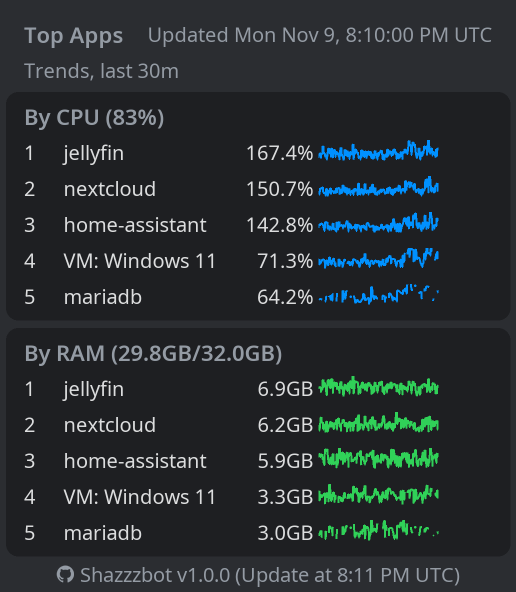 Top Apps Updated Mon Nov 9, 8:10:00 PM UTC
Trends, last 30m
By CPU (83%)
1 jellyfin 167.4%
2 nextcloud 150.7%
3 home-assistant 142.8%
4 VM: Windows 11 71.3%
5 mariadb 64.2%
By RAM (29.8GB/32.0GB)
1 jellyfin 6.9GB
2 nextcloud 6.2GB
3 home-assistant 5.9GB
4 VM: Windows 11 3.3GB
5 mariadb 3.0GB
Shazzzbot v1.0.0 (Update at 8:11 PM UTC)